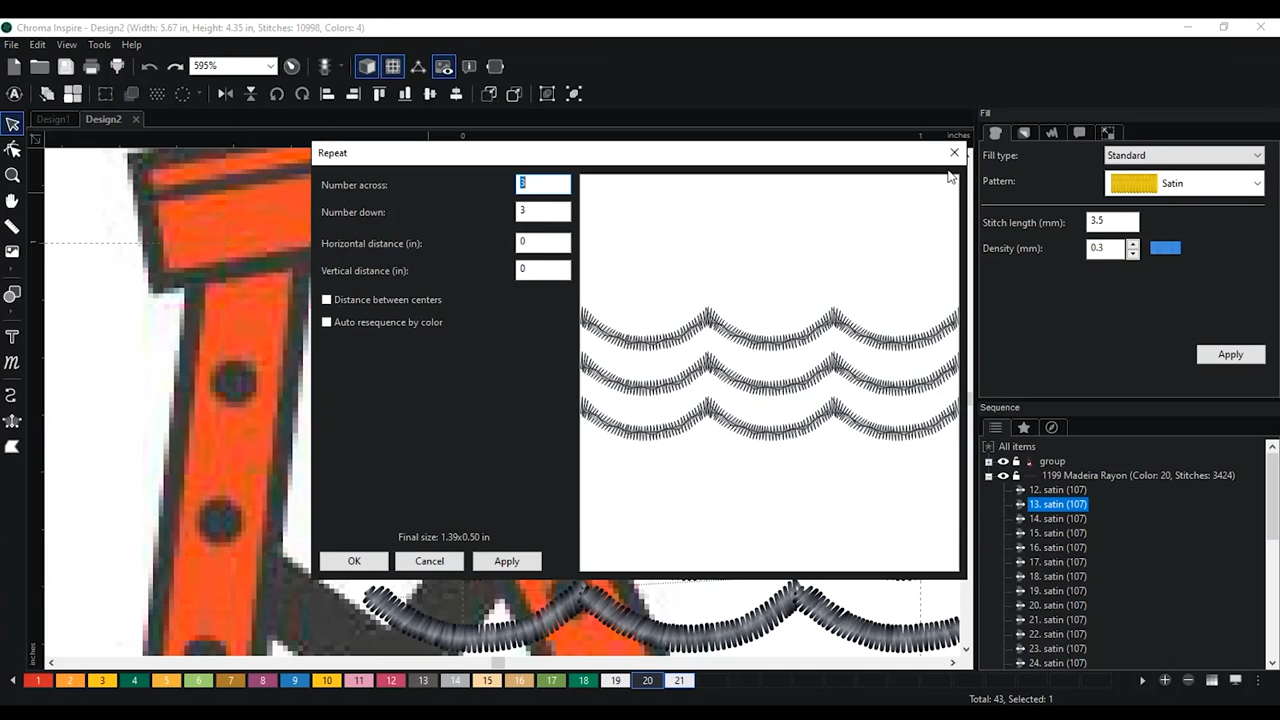 Chroma Inspire - Design2 (Width: 5.67 in, Height: 4.35 in, Stitches: 10998, Colors: 4)
File Edit View Tools Help
595%
Design1 Design2
Fill
0 1 inches
Repeat
Fill type: Standard
Pattern: Satin
Number across: 3
Number down: 3
Stitch length (mm): 3.5
Horizontal distance (in): 0
Density (mm): 0.3
Vertical distance (in): 0
Distance between centers
Auto resequence by color
Apply
Sequence
All items
group
1199 Madeira Rayon (Color: 20, Stitches: 3424)
12. satin (107)
13. satin (107)
14. satin (107)
15. satin (107)
16. satin (107)
17. satin (107)
18. satin (107)
19. satin (107)
20. satin (107)
21. satin (107)
22. satin (107)
23. satin (107)
24. satin (107)
Final size: 1.39x0.50 in
OK Cancel Apply
inches
1 2 3 4 5 6 7 8 9 10 11 12 13 14 15 16 17 18 19 20 21
Total: 43, Selected: 1